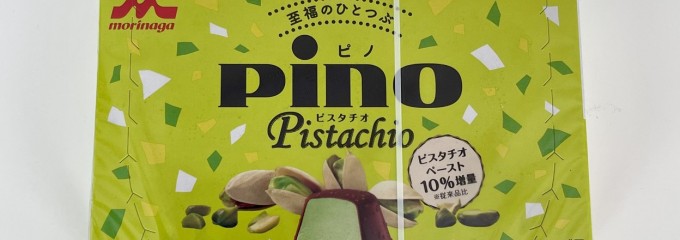 morinaga
至福のひとつぶ
ピノ
pino
ピスタチオ
Pistachio
ピスタチオ
ペースト
10%増量
※従来品比